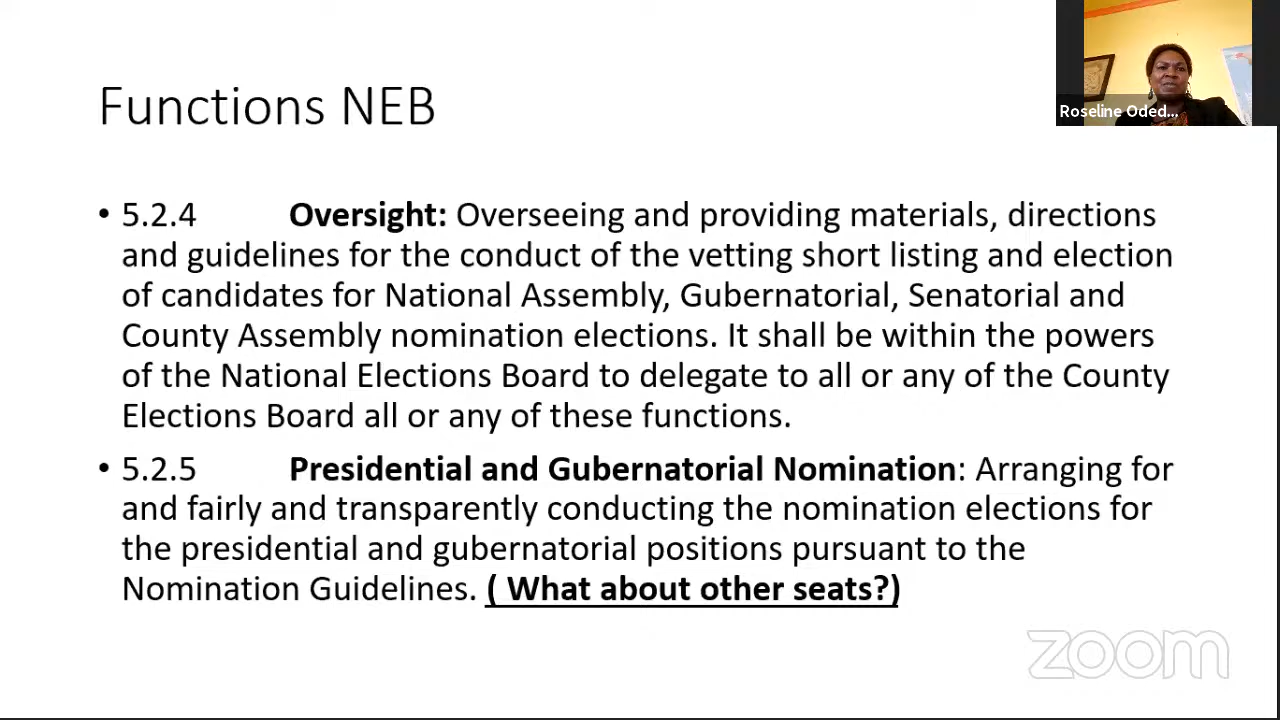 Functions NEB
Roseline Oded...
• 5.2.4 Oversight: Overseeing and providing materials, directions
and guidelines for the conduct of the vetting short listing and election
of candidates for National Assembly, Gubernatorial, Senatorial and
County Assembly nomination elections. It shall be within the powers
of the National Elections Board to delegate to all or any of the County
Elections Board all or any of these functions.
• 5.2.5 Presidential and Gubernatorial Nomination: Arranging for
and fairly and transparently conducting the nomination elections for
the presidential and gubernatorial positions pursuant to the
Nomination Guidelines. ( What about other seats?)
zoom